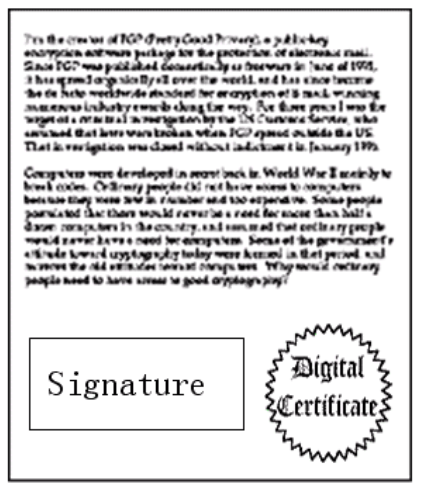 I'm the creator of PGP (Pretty Good Privacy), a public-key
encryption software package for the protection of electronic mail.
Since PGP was published domestically as freeware in June of 1991,
it has spread organically all over the world, and has since become
the de facto worldwide standard for encryption of E-mail, winning
numerous industry awards along the way. For three years I was the
target of a criminal investigation by the US Customs Service, who
assumed that laws were broken when PGP spread outside the US.
That investigation was closed without indictment in January 1996.
Computers were developed in secret back in World War II mainly to
break codes. Ordinary people did not have access to computers,
because they were few in number and too expensive. Some people
postulated that there would never be a need for more than half a
dozen computers in the country, and assumed that ordinary people
would never have a need for computers. Some of the government's
attitude toward cryptography today were formed in that period, and
the old attitudes toward computers. Why would ordinary
people need to have access to good cryptography?
Signature
Digital
Certificate